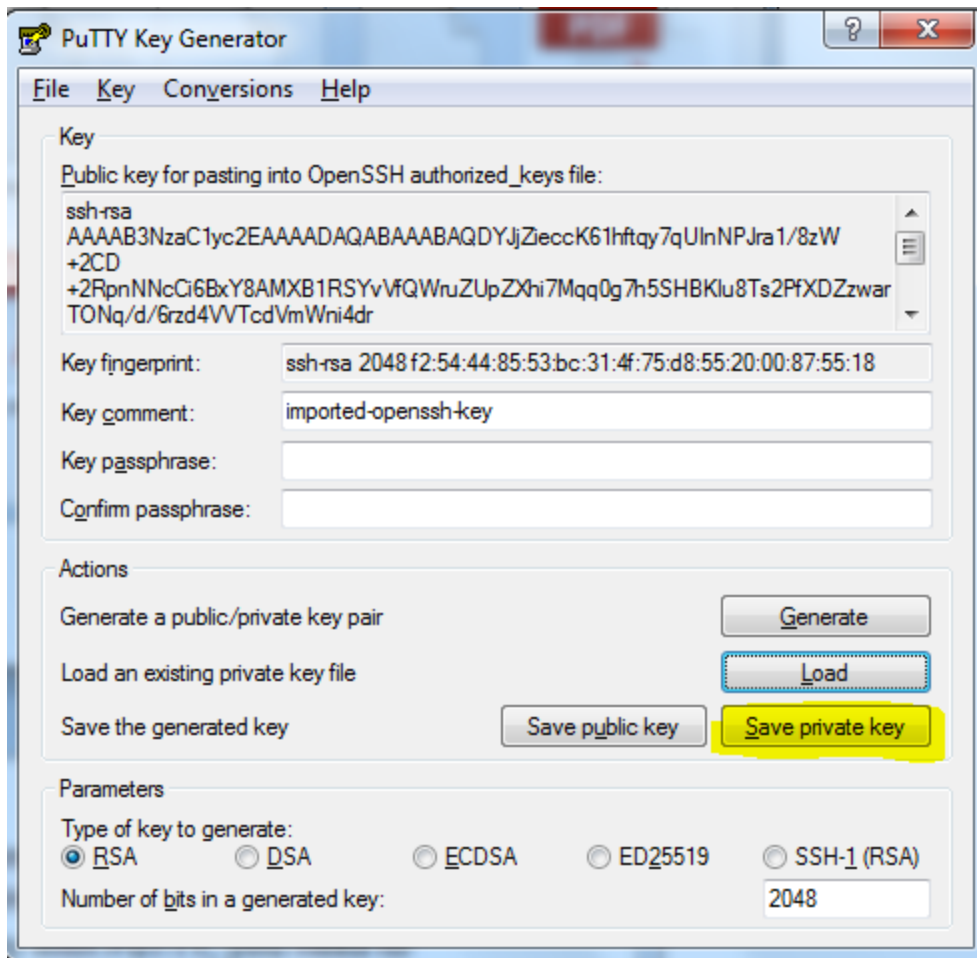 PuTTY Key Generator
File Key Conversions Help
Key
Public key for pasting into OpenSSH authorized_keys file:
ssh-rsa
AAAAB3NzaC1yc2EAAAADAQABAAABAQDYJjZieccK61hftqy7qUlnNPJra1/8zW
+2CD
+2RpnNNcCi6BxY8AMXB1RSYvVfQWruZUpZXhi7Mqq0g7h5SHBKlu8Ts2PfXDZzwar
TONq/d/6rzd4VVTcdVmWni4dr
Key fingerprint: ssh-rsa 2048 f2:54:44:85:53:bc:31:4f:75:d8:55:20:00:87:55:18
Key comment: imported-openssh-key
Key passphrase:
Confirm passphrase:
Actions
Generate a public/private key pair Generate
Load an existing private key file Load
Save the generated key Save public key Save private key
Parameters
Type of key to generate:
RSA DSA ECDSA ED25519 SSH-1 (RSA)
Number of bits in a generated key: 2048